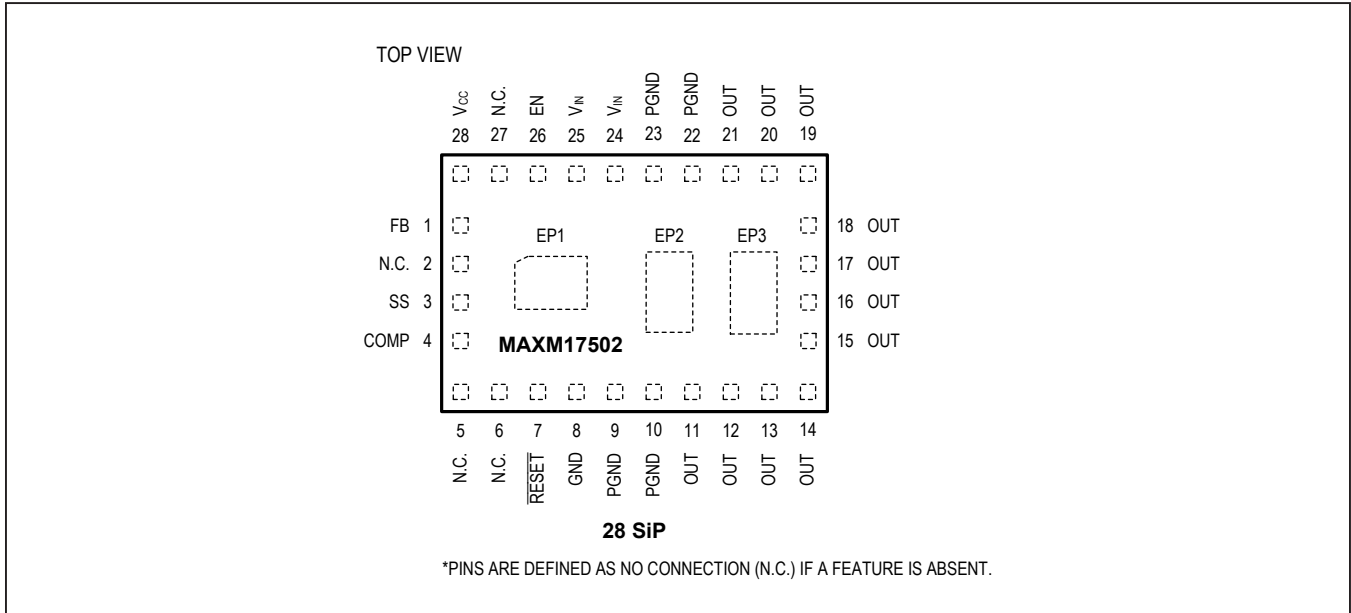 TOP VIEW
VCC N.C. EN VIN VIN PGND PGND OUT OUT OUT
28 27 26 25 24 23 22 21 20 19
FB 1 18 OUT
EP1 EP2 EP3
N.C. 2 17 OUT
SS 3 16 OUT
COMP 4 MAXM17502 15 OUT
5 6 7 8 9 10 11 12 13 14
N.C. N.C. RESET GND PGND PGND OUT OUT OUT OUT
28 SiP
*PINS ARE DEFINED AS NO CONNECTION (N.C.) IF A FEATURE IS ABSENT.